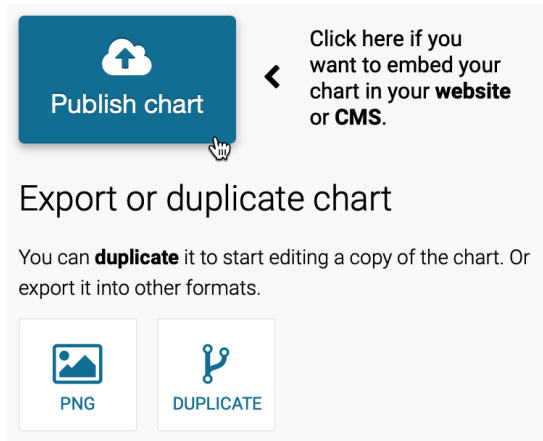 Publish chart
Click here if you
want to embed your
chart in your website
or CMS.
Export or duplicate chart
You can duplicate it to start editing a copy of the chart. Or
export it into other formats.
PNG
DUPLICATE